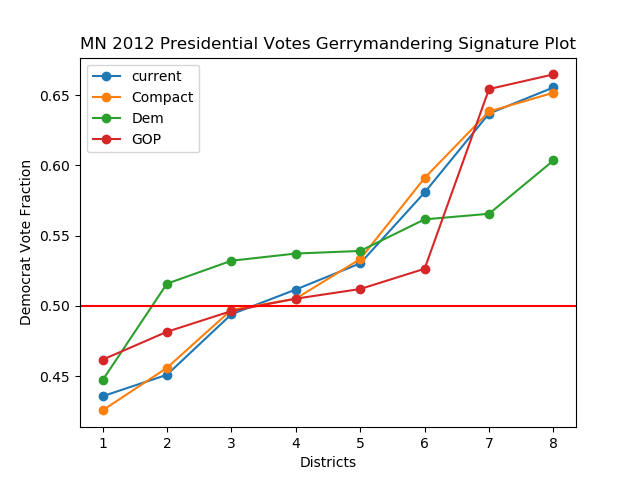 MN 2012 Presidential Votes Gerrymandering Signature Plot
current
Compact
Dem
GOP
Democrat Vote Fraction
0.65
0.60
0.55
0.50
0.45
1 2 3 4 5 6 7 8
Districts